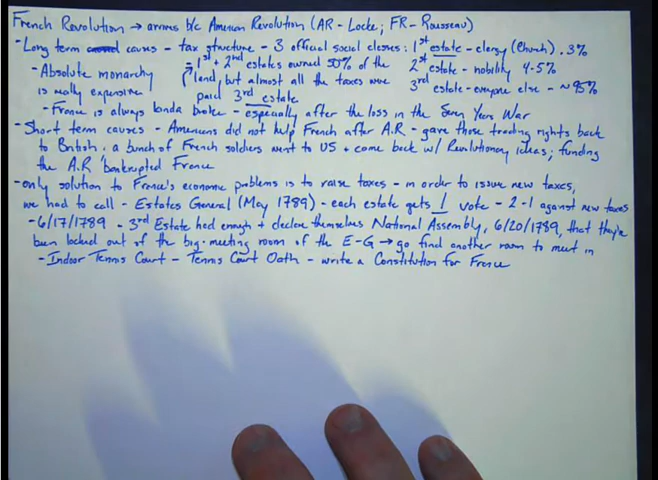 French Revolution → arises b/c American Revolution (AR - Locke; FR - Rousseau)
- Long term causes - tax structure - 3 official social classes: 1st estate - clergy (Church) .3%
- 1st + 2nd estates owned 50% of the 2nd estate - nobility 4-5%
- Absolute monarchy land, but almost all the taxes were 3rd estate - everyone else - ~95%
is really expensive paid 3rd estate
- France is always kinda broke - especially after the loss in the Seven Years War
- Short term causes - Americans did not help French after A.R. - gave those trading rights back
to British; a bunch of French soldiers went to US + come back w/ Revolutionary ideas; funding
the A.R bankrupted France
- only solution to France's economic problems is to raise taxes - in order to issue new taxes,
we had to call - Estates General (May 1789) - each estate gets 1 vote - 2-1 against new taxes
- 6/17/1789 - 3rd Estate had enough + declare themselves National Assembly, 6/20/1789, that they've
been locked out of the big meeting room of the E-G → go find another room to meet in
- Indoor Tennis Court - Tennis Court Oath - write a Constitution for France